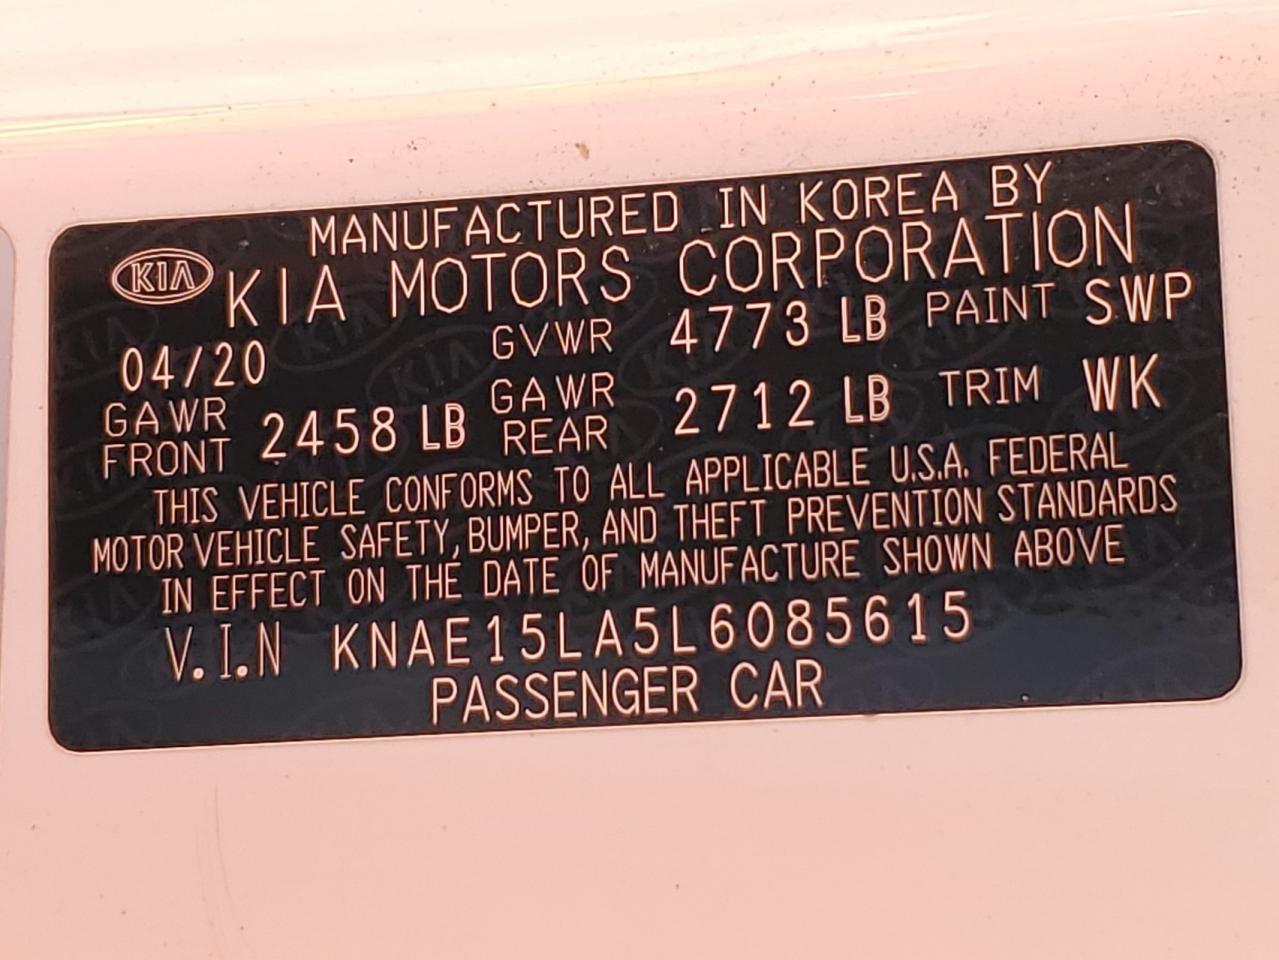 MANUFACTURED IN KOREA BY
KIA KIA MOTORS CORPORATION
04/20 GVWR 4773 LB PAINT SWP
GAWR FRONT 2458 LB GAWR REAR 2712 LB TRIM WK
THIS VEHICLE CONFORMS TO ALL APPLICABLE U.S.A. FEDERAL
MOTOR VEHICLE SAFETY, BUMPER, AND THEFT PREVENTION STANDARDS
IN EFFECT ON THE DATE OF MANUFACTURE SHOWN ABOVE
V.I.N KNAE15LA5L6085615
PASSENGER CAR